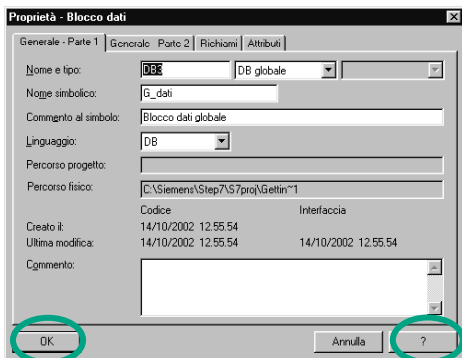 Proprietà - Blocco dati
Generale - Parte 1 Generale Parte 2 Richiami Attributi
Nome e tipo: DB3 DB globale
Nome simbolico: G_dati
Commento al simbolo: Blocco dati globale
Linguaggio: DB
Percorso progetto:
Percorso fisico: C:\Siemens\Step7\S7proj\Gettin~1
Codice Interfaccia
Creato il: 14/10/2002 12.55.54
Ultima modifica: 14/10/2002 12.55.54 14/10/2002 12.55.54
Commento:
OK Annulla ?